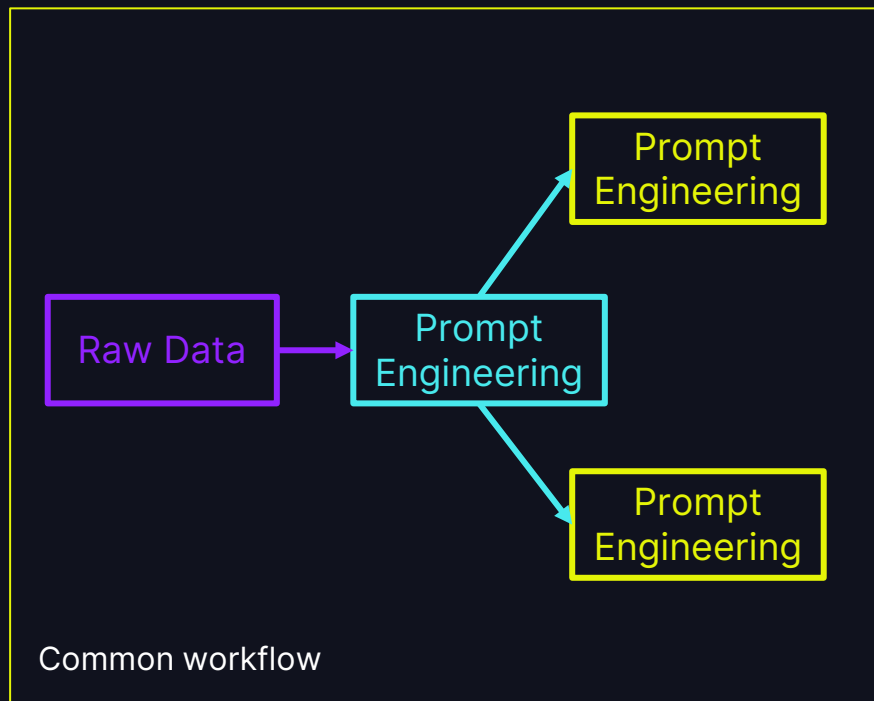 Prompt
Engineering
Raw Data
Prompt
Engineering
Prompt
Engineering
Common workflow